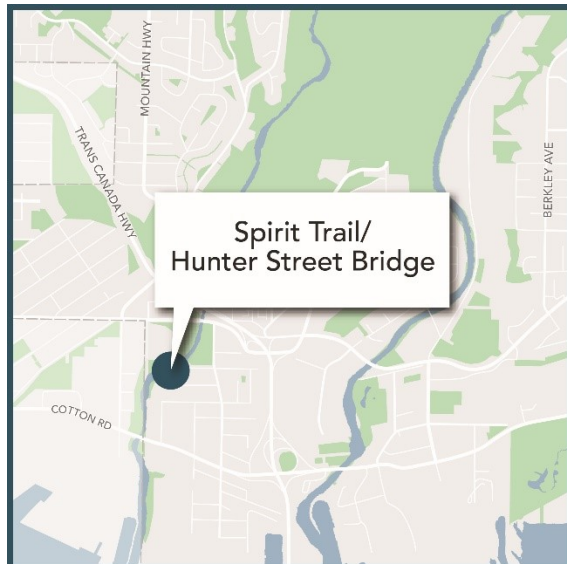 MOUNTAIN HWY
TRANS CANADA HWY
BERKLEY AVE
Spirit Trail/
Hunter Street Bridge
COTTON RD